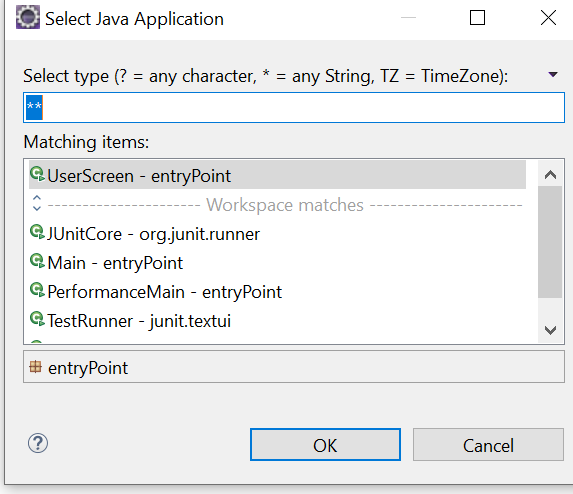 Select Java Application
Select type (? = any character, * = any String, TZ = TimeZone):
**
Matching items:
UserScreen - entryPoint
Workspace matches
JUnitCore - org.junit.runner
Main - entryPoint
PerformanceMain - entryPoint
TestRunner - junit.textui
entryPoint
?
OK
Cancel